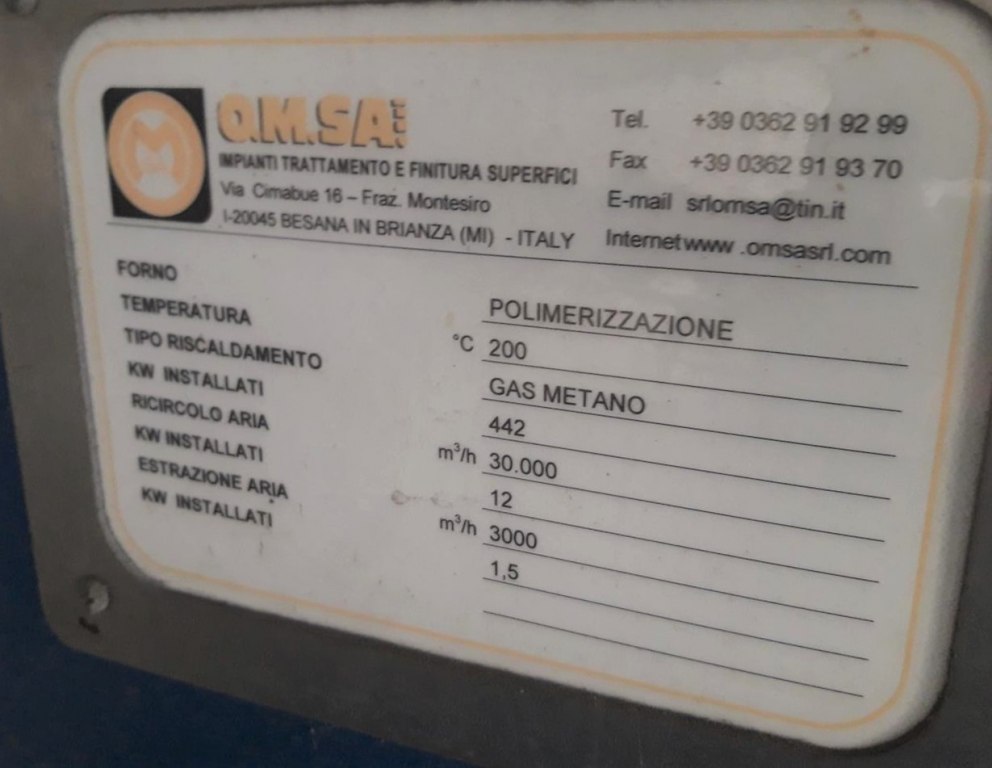 O.M.SA. s.r.l.
IMPIANTI TRATTAMENTO E FINITURA SUPERFICI
Via Cimabue 16 – Fraz. Montesiro
I-20045 BESANA IN BRIANZA (MI) - ITALY
Tel. +39 0362 91 92 99
Fax +39 0362 91 93 70
E-mail srlomsa@tin.it
Internet www .omsasrl.com
FORNO POLIMERIZZAZIONE
TEMPERATURA °C 200
TIPO RISCALDAMENTO GAS METANO
KW INSTALLATI 442
RICIRCOLO ARIA m³/h 30.000
KW INSTALLATI 12
ESTRAZIONE ARIA m³/h 3000
KW INSTALLATI 1,5